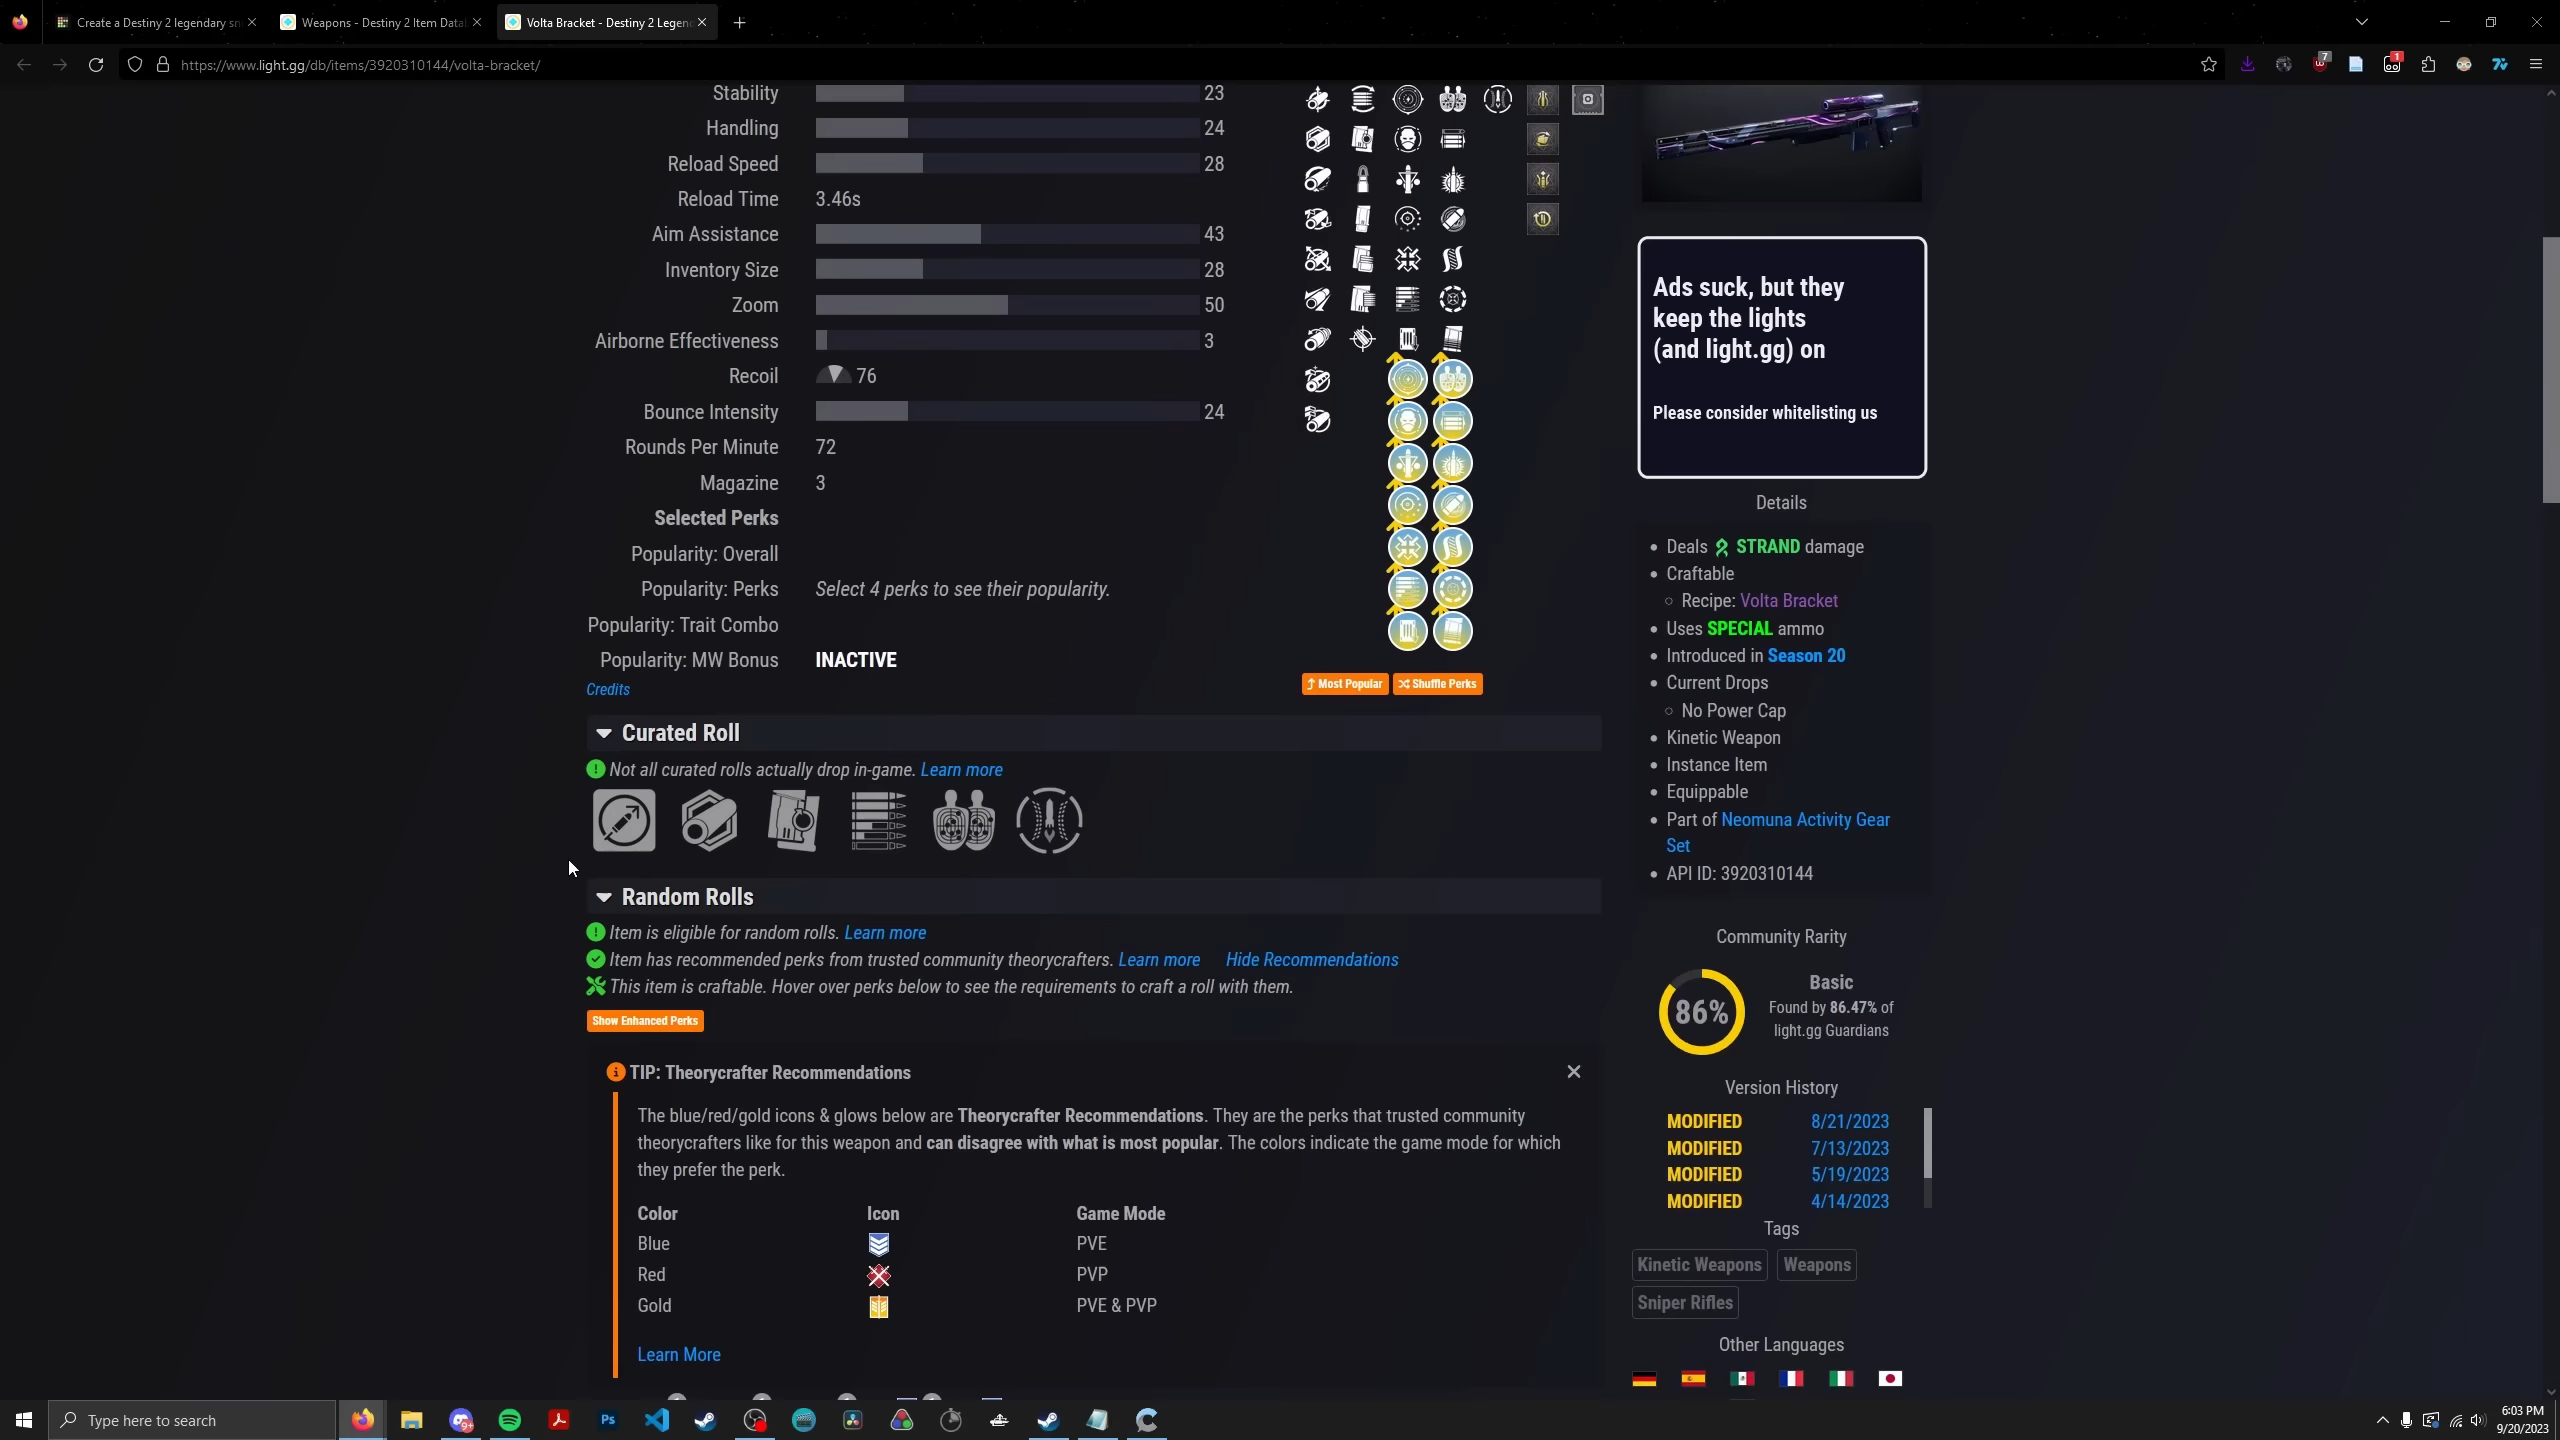 Create a Destiny 2 legendary sn
Weapons - Destiny 2 Item Data
Volta Bracket - Destiny 2 Legen
https://www.light.gg/db/items/3920310144/volta-bracket/
7
1
Stability 23
Handling 24
Reload Speed 28
Reload Time 3.46s
Aim Assistance 43
Inventory Size 28
Zoom 50
Airborne Effectiveness 3
Recoil 76
Bounce Intensity 24
Rounds Per Minute 72
Magazine 3
Selected Perks
Popularity: Overall
Popularity: Perks Select 4 perks to see their popularity.
Popularity: Trait Combo
Popularity: MW Bonus INACTIVE
Credits
Most Popular
Shuffle Perks
Curated Roll
Not all curated rolls actually drop in-game. Learn more
Random Rolls
Item is eligible for random rolls. Learn more
Item has recommended perks from trusted community theorycrafters. Learn more Hide Recommendations
This item is craftable. Hover over perks below to see the requirements to craft a roll with them.
Show Enhanced Perks
TIP: Theorycrafter Recommendations
The blue/red/gold icons & glows below are Theorycrafter Recommendations. They are the perks that trusted community
theorycrafters like for this weapon and can disagree with what is most popular. The colors indicate the game mode for which
they prefer the perk.
Color Icon Game Mode
Blue PVE
Red PVP
Gold PVE & PVP
Learn More
Ads suck, but they
keep the lights
(and light.gg) on
Please consider whitelisting us
Details
Deals STRAND damage
Craftable
Recipe: Volta Bracket
Uses SPECIAL ammo
Introduced in Season 20
Current Drops
No Power Cap
Kinetic Weapon
Instance Item
Equippable
Part of Neomuna Activity Gear
Set
API ID: 3920310144
Community Rarity
86%
Basic
Found by 86.47% of
light.gg Guardians
Version History
MODIFIED 8/21/2023
MODIFIED 7/13/2023
MODIFIED 5/19/2023
MODIFIED 4/14/2023
Tags
Kinetic Weapons
Weapons
Sniper Rifles
Other Languages
Type here to search
Ps
6:03 PM
9/20/2023